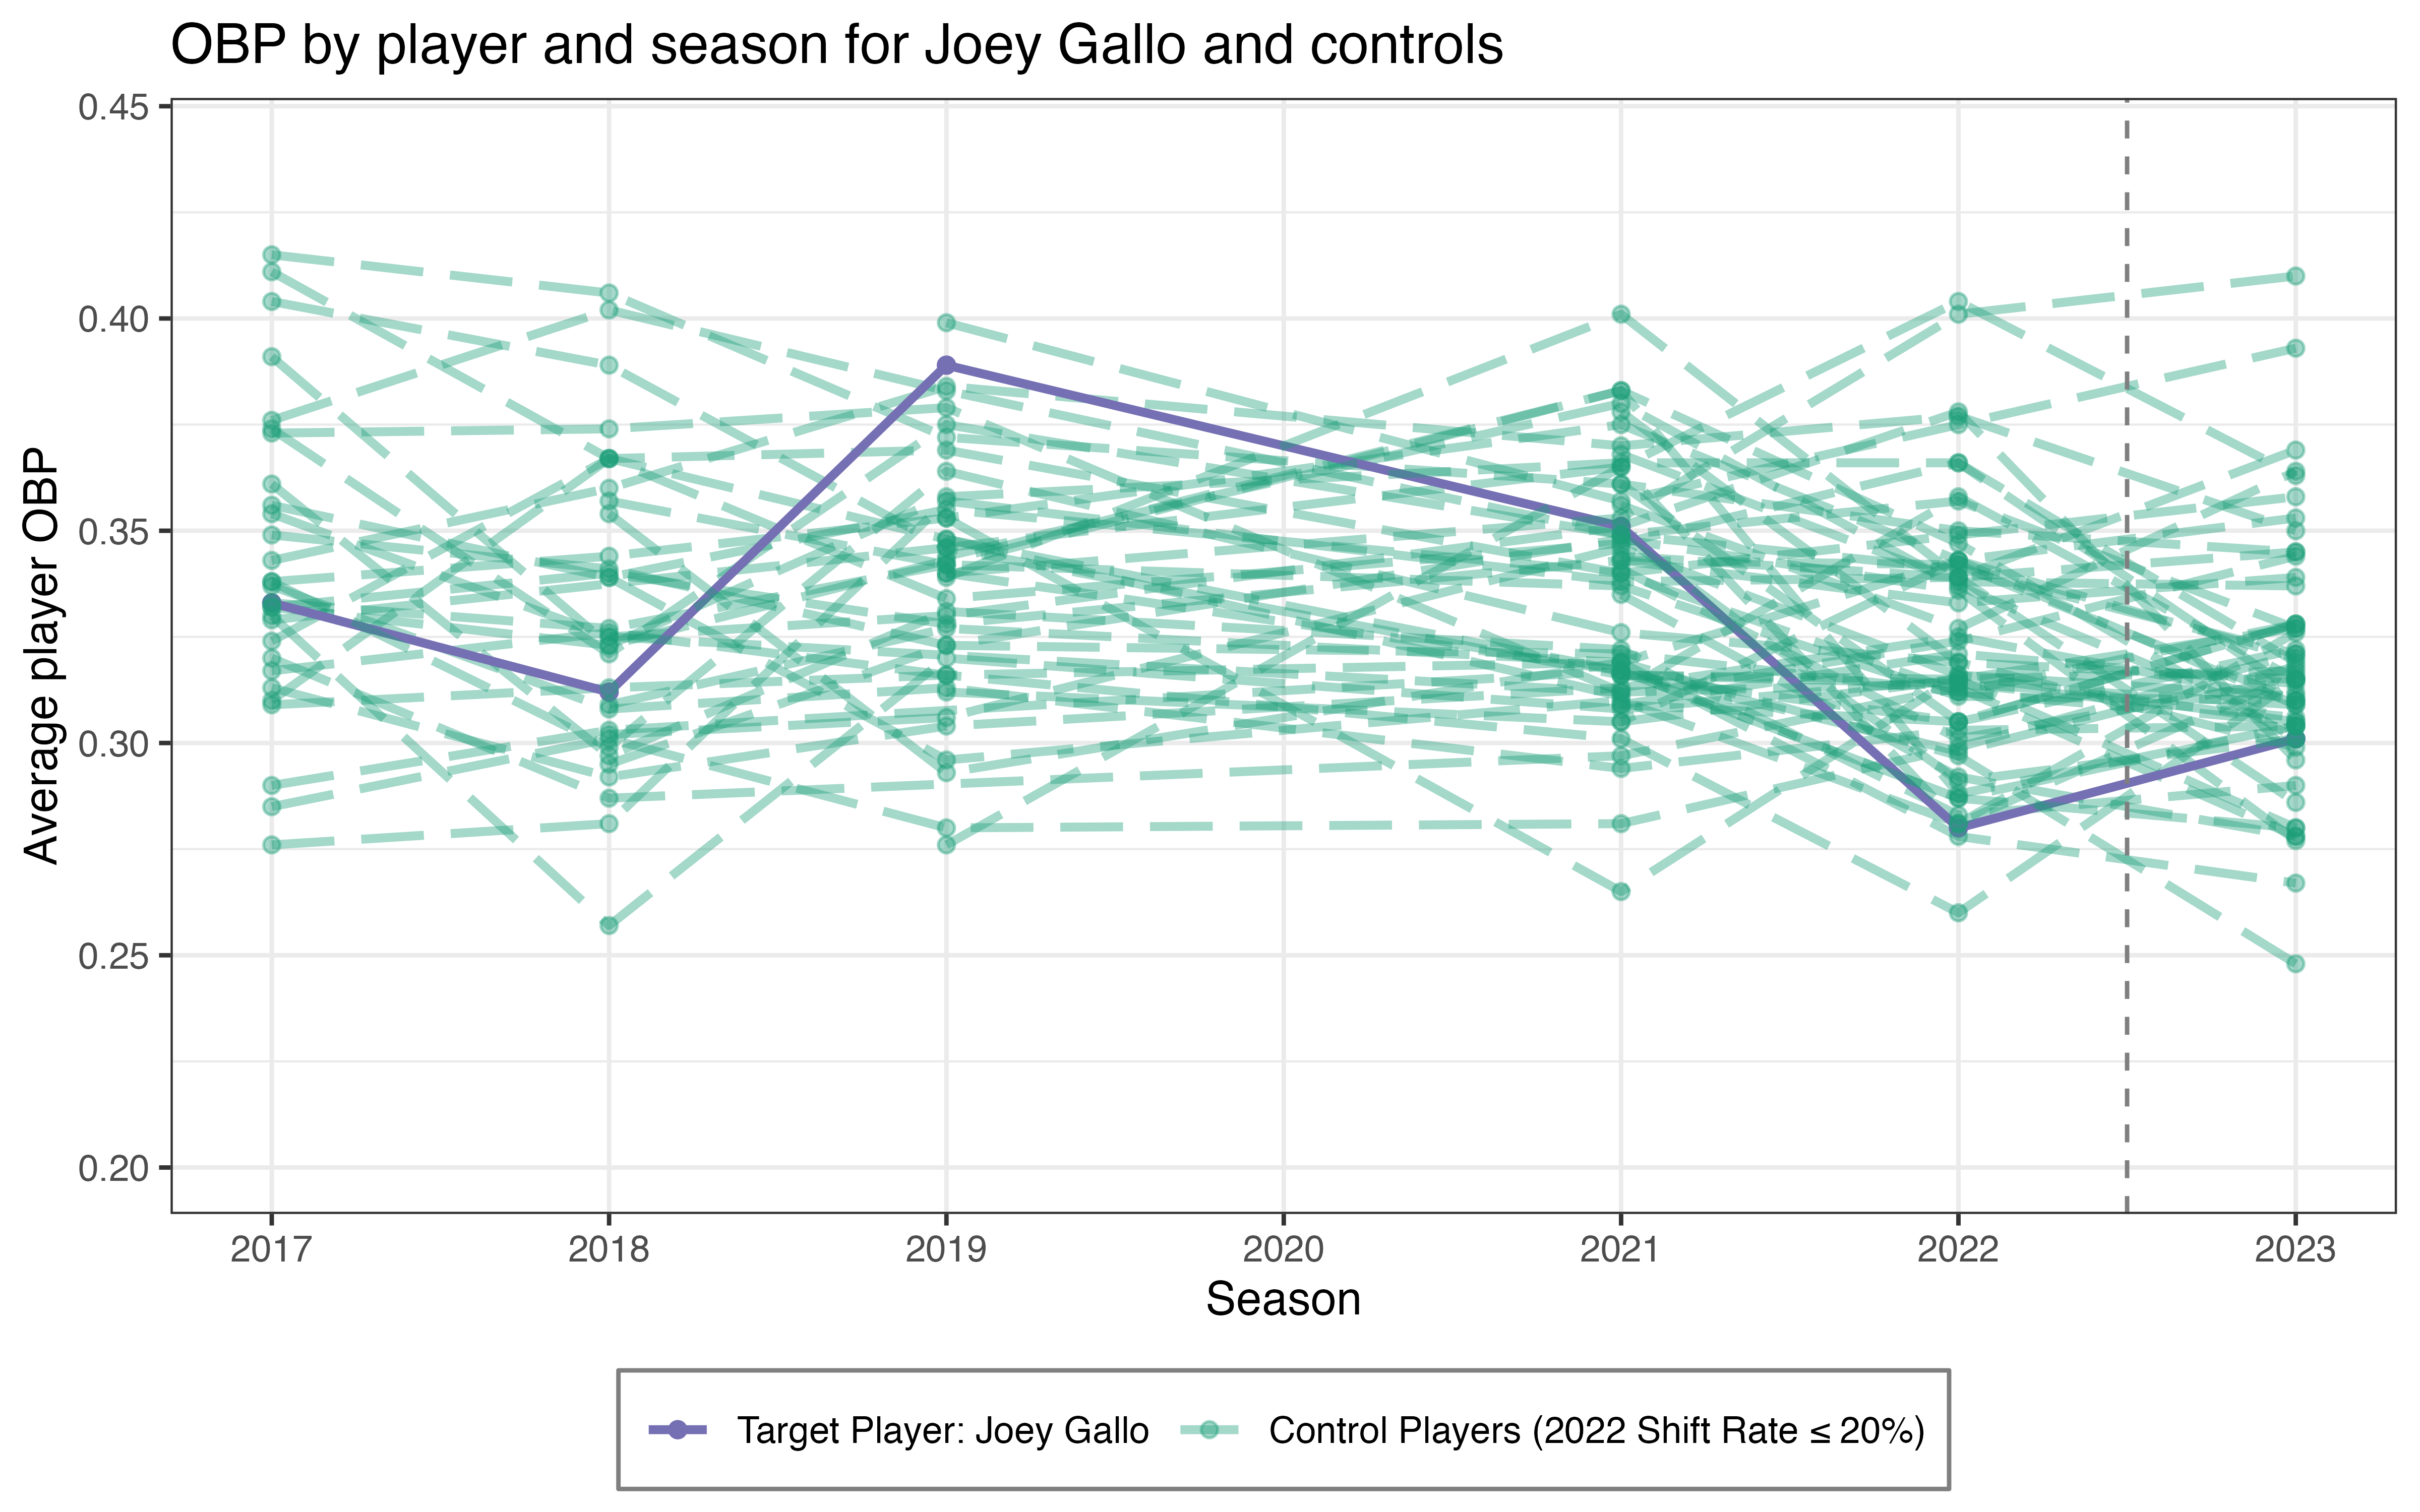 OBP by player and season for Joey Gallo and controls
Average player OBP
0.45
0.40
0.35
0.30
0.25
0.20
2017 2018 2019 2020 2021 2022 2023
Season
Target Player: Joey Gallo Control Players (2022 Shift Rate ≤ 20%)